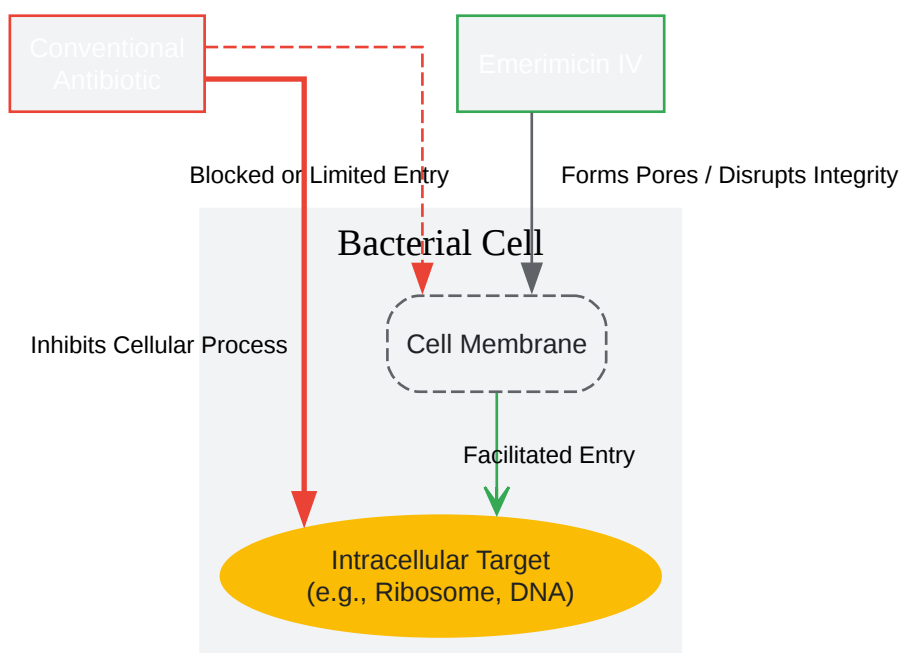 Conventional
Antibiotic
Emerimicin IV
Blocked or Limited Entry
Forms Pores / Disrupts Integrity
Bacterial Cell
Inhibits Cellular Process
Cell Membrane
Facilitated Entry
Intracellular Target
(e.g., Ribosome, DNA)